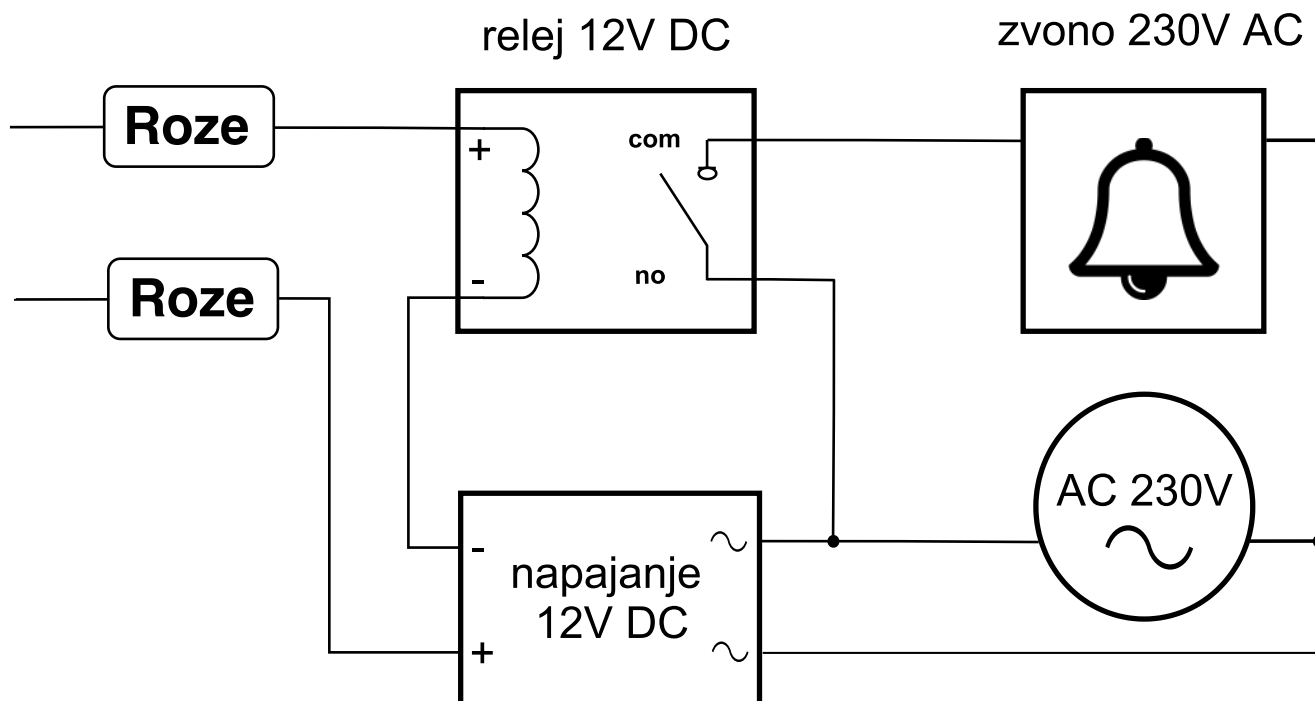 relej 12V DC
zvono 230V AC
Roze
+
com
Roze
-
no
AC 230V
-
napajanje
12V DC
+